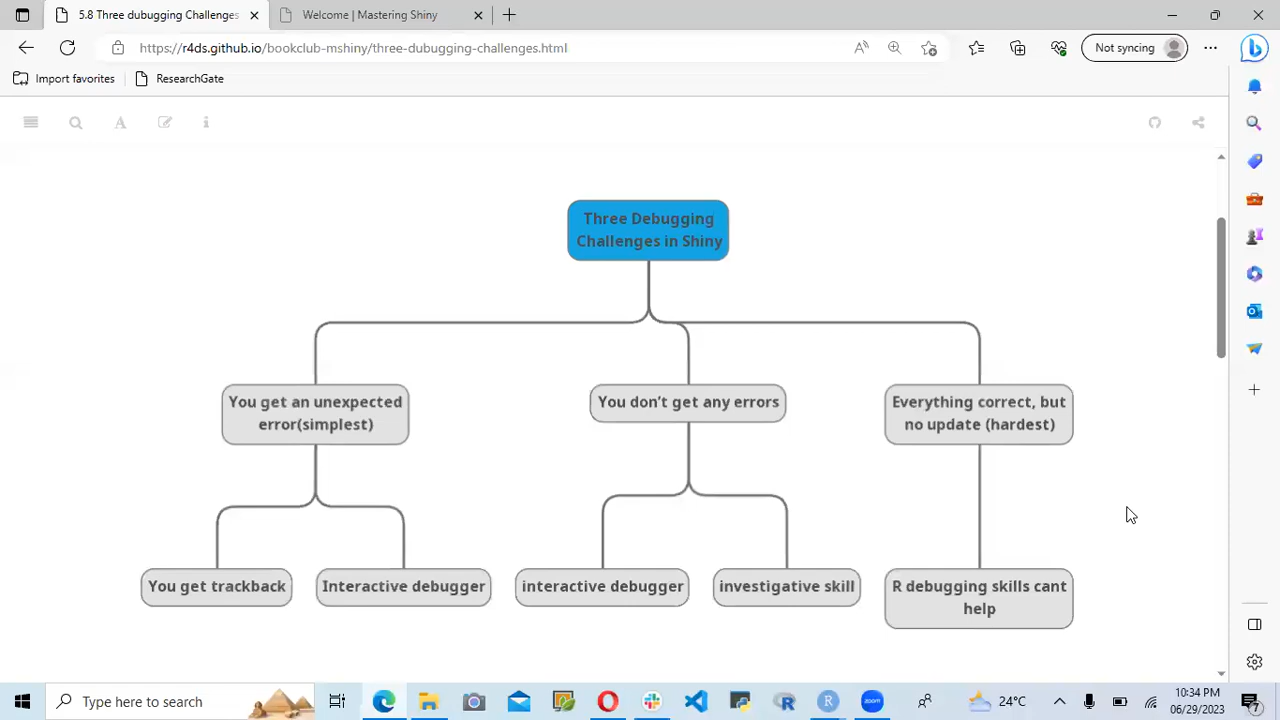 5.8 Three dubugging Challenges
Welcome | Mastering Shiny
https://r4ds.github.io/bookclub-mshiny/three-dubugging-challenges.html
Not syncing
Import favorites
ResearchGate
Three Debugging
Challenges in Shiny
You get an unexpected
error(simplest)
You don't get any errors
Everything correct, but
no update (hardest)
You get trackback
Interactive debugger
interactive debugger
investigative skill
R debugging skills cant
help
Type here to search
zoom
24°C
10:34 PM
06/29/2023
7